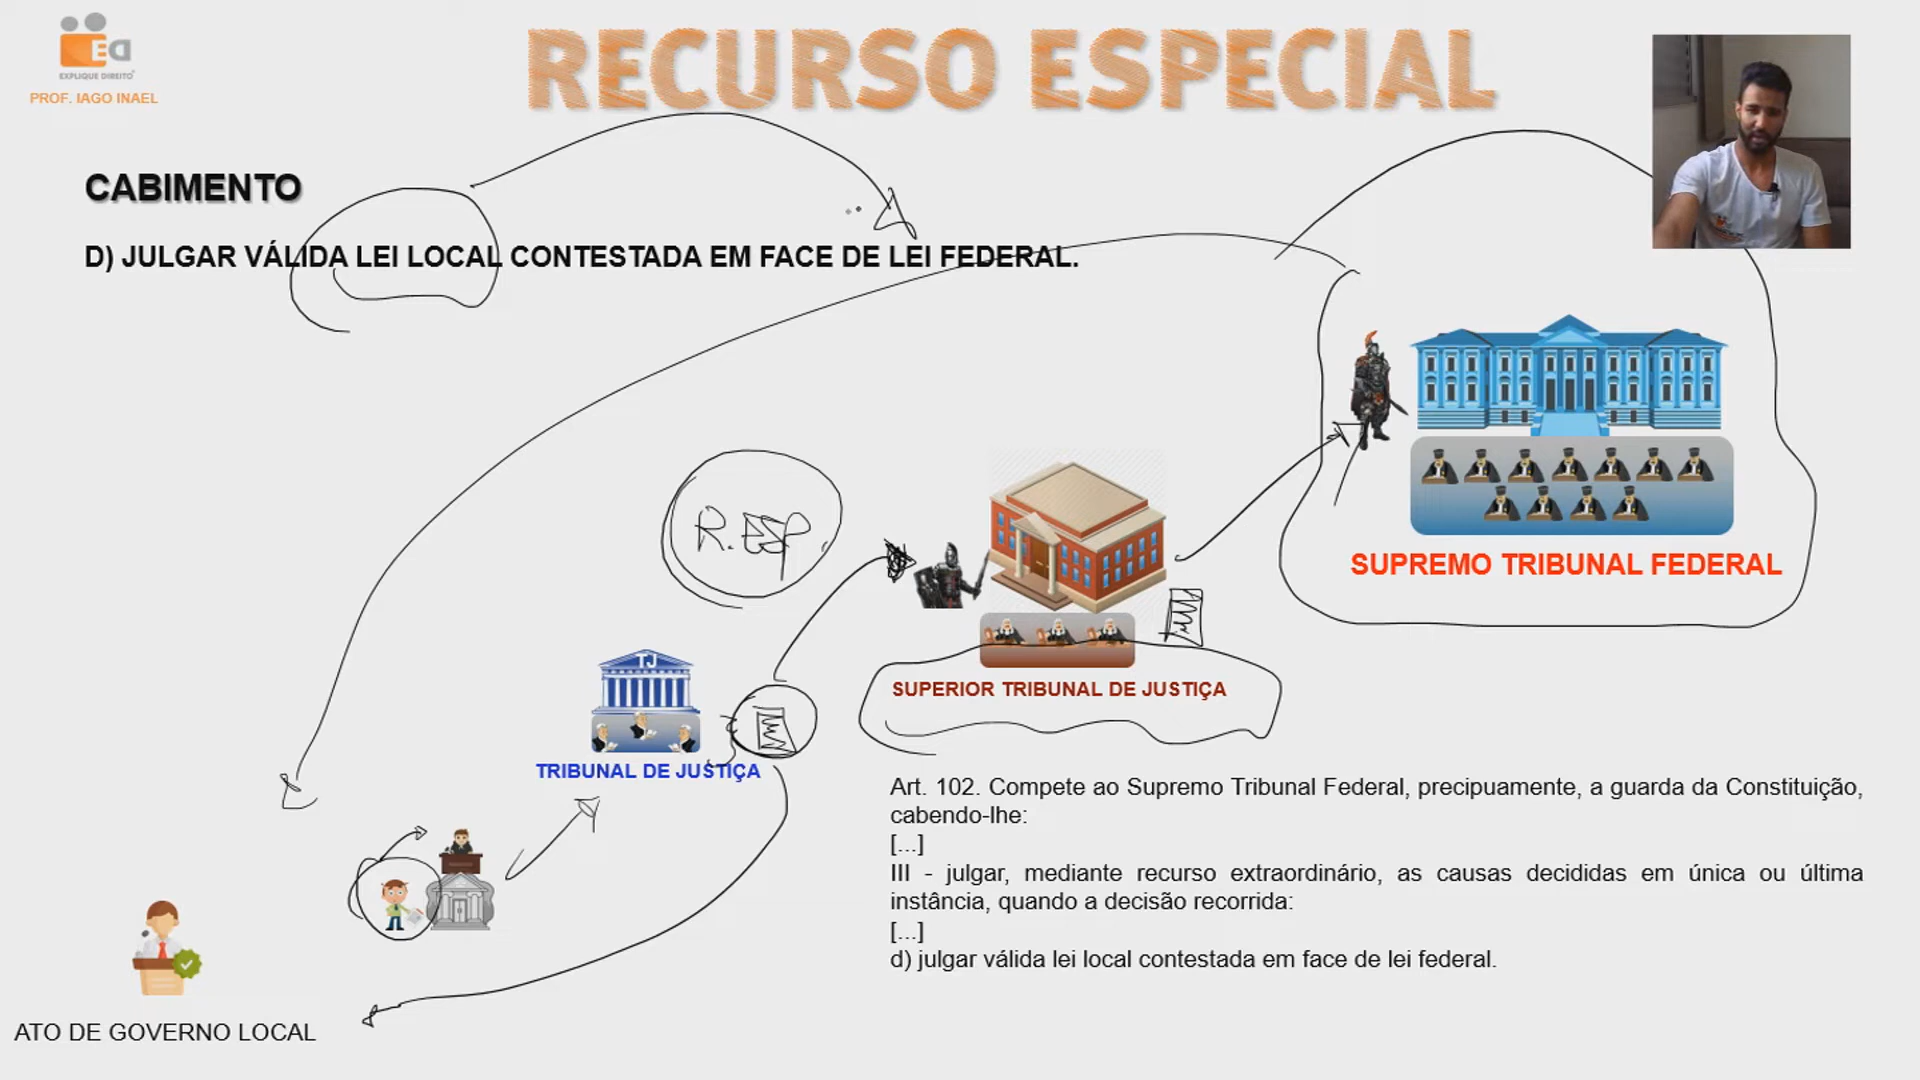 ED
EXPLIQUE DIREITO
PROF. IAGO INAEL
RECURSO ESPECIAL
CABIMENTO
D) JULGAR VÁLIDA LEI LOCAL CONTESTADA EM FACE DE LEI FEDERAL.
R.ESP.
SUPREMO TRIBUNAL FEDERAL
TJ
SUPERIOR TRIBUNAL DE JUSTIÇA
TRIBUNAL DE JUSTIÇA
Art. 102. Compete ao Supremo Tribunal Federal, precipuamente, a guarda da Constituição,
cabendo-lhe:
[...]
III - julgar, mediante recurso extraordinário, as causas decididas em única ou última
instância, quando a decisão recorrida:
[...]
d) julgar válida lei local contestada em face de lei federal.
ATO DE GOVERNO LOCAL